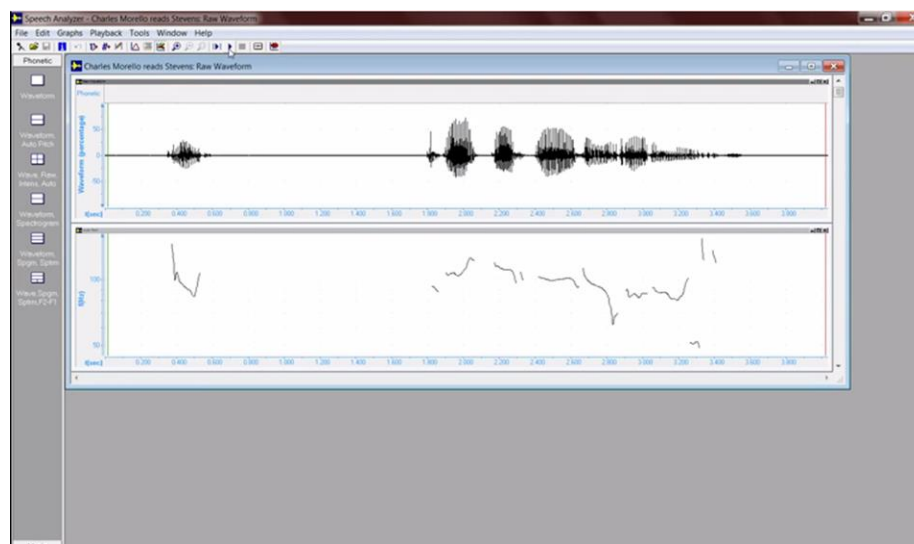 Speech Analyzer - Charles Morello reads Stevens: Raw Waveform
File Edit Graphs Playback Tools Window Help
Phonetic
Waveform
Waveform,
Auto Pitch
Wave, Raw,
Intens, Auto
Waveform,
Spectrogram
Waveform,
Spgm, Sptm
Wave Spgm,
Sptm,F2-F1
Charles Morello reads Stevens: Raw Waveform
Phonetic
Waveform (percentage)
50
0
-50
t(sec) 0.200 0.400 0.600 0.800 1.000 1.200 1.400 1.600 1.800 2.000 2.200 2.400 2.600 2.800 3.000 3.200 3.400 3.600 3.800
f(Hz)
100
50
t(sec) 0.200 0.400 0.600 0.800 1.000 1.200 1.400 1.600 1.800 2.000 2.200 2.400 2.600 2.800 3.000 3.200 3.400 3.600 3.800